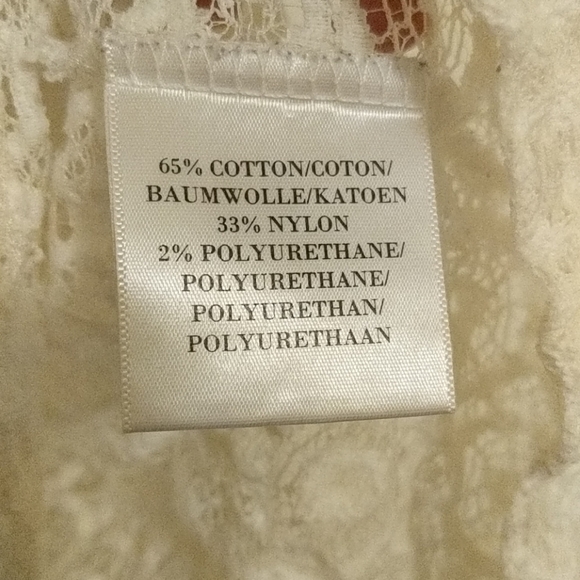 65% COTTON/COTON/
BAUMWOLLE/KATOEN
33% NYLON
2% POLYURETHANE/
POLYURETHANE/
POLYURETHAN/
POLYURETHAAN